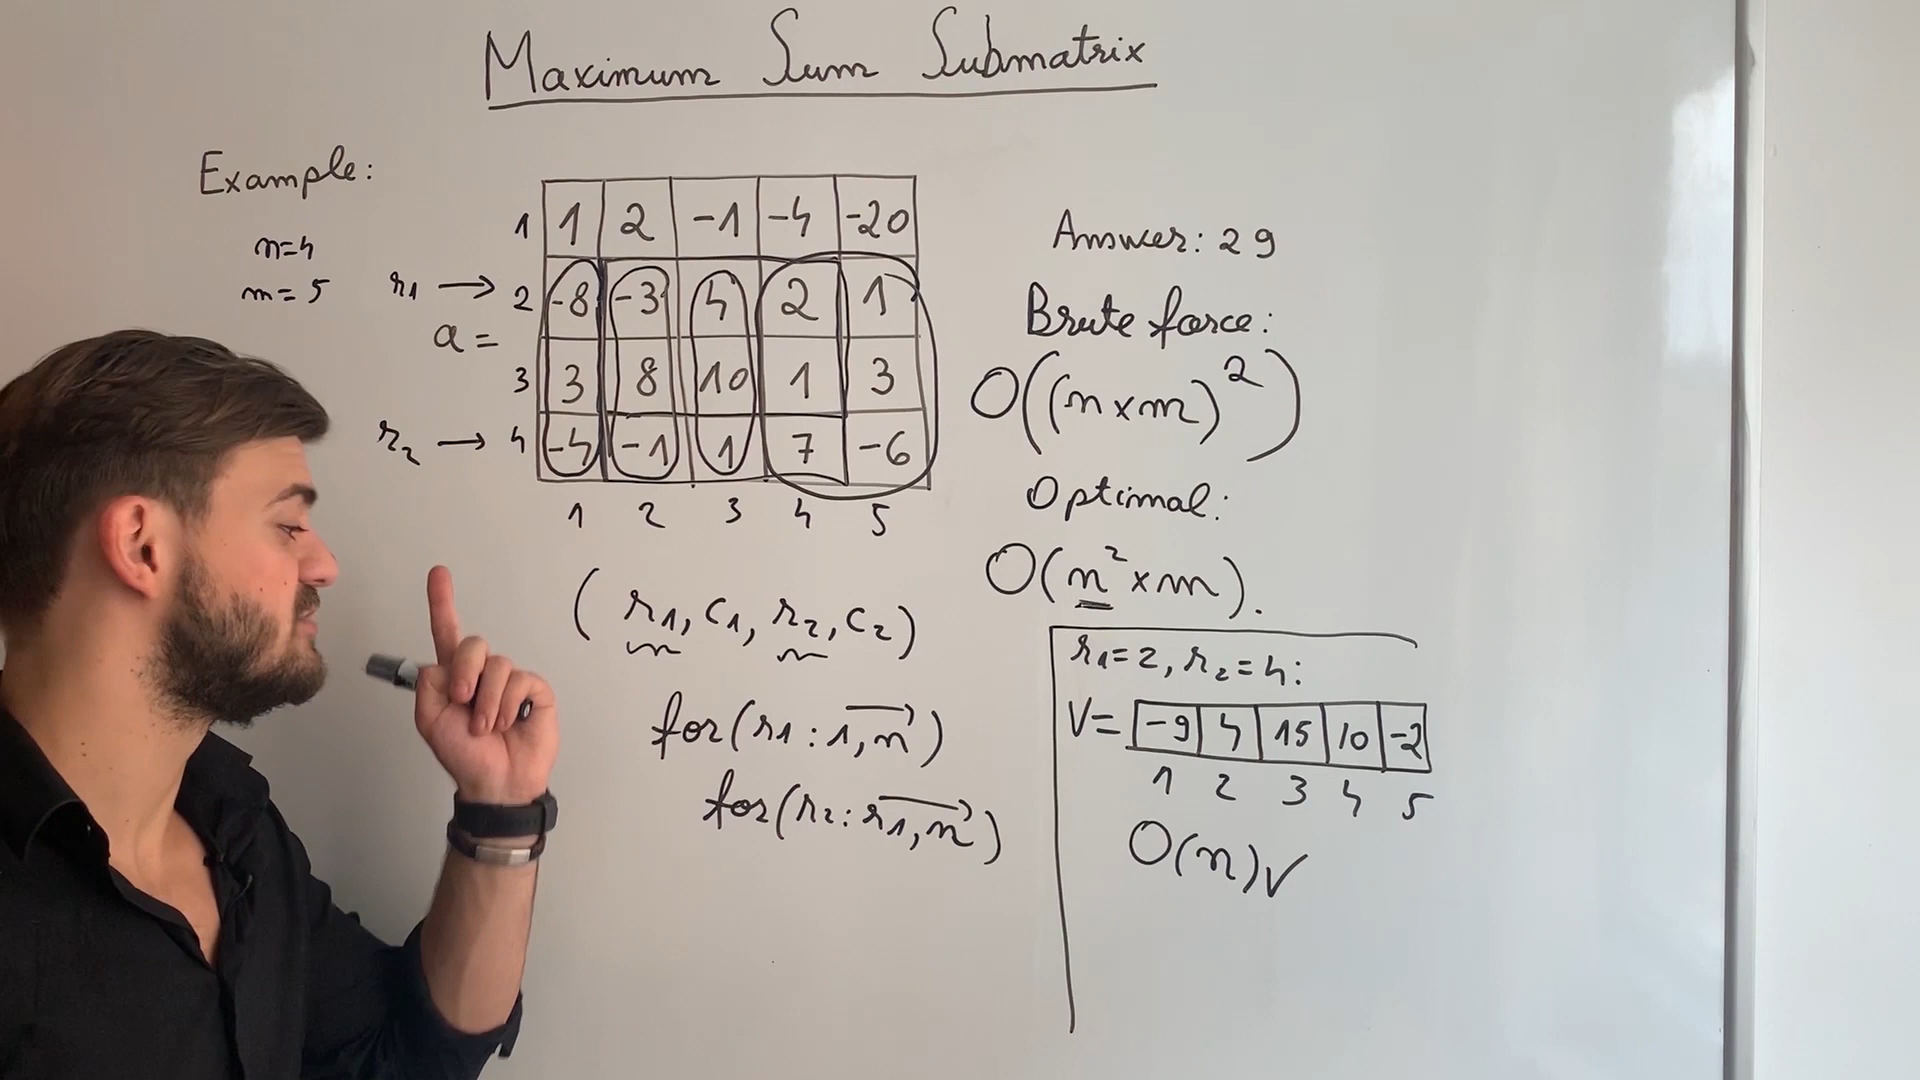 Maximum Sum Submatrix
Example:
n=4
m=5
a =
1 1 2 -1 -4 -20
r1 → 2 -8 -3 4 2 1
3 3 8 10 1 3
r2 → 4 -4 -1 1 7 -6
1 2 3 4 5
(r1, c1, r2, c2)
for(r1 : 1,n)
for(r2 : r1,n)
Answer: 29
Brute force:
O((n x m)²)
Optimal:
O(n² x m).
r1=2, r2=4:
V= -9 4 15 10 -2
1 2 3 4 5
O(n) ✓